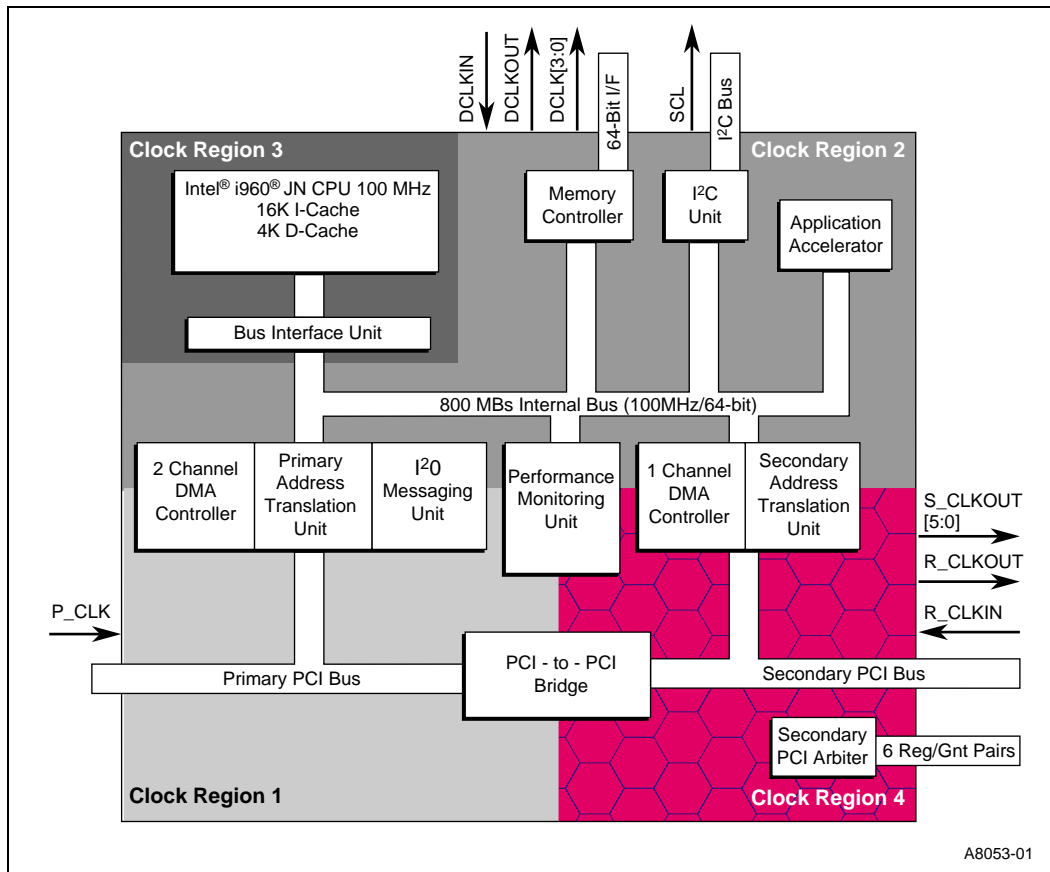 DCLKIN
DCLKOUT
DCLK[3:0]
64-Bit I/F
SCL
I²C Bus
Clock Region 3
Clock Region 2
Intel® i960® JN CPU 100 MHz
16K I-Cache
4K D-Cache
Memory
Controller
I²C
Unit
Application
Accelerator
Bus Interface Unit
800 MBs Internal Bus (100MHz/64-bit)
2 Channel
DMA
Controller
Primary
Address
Translation
Unit
I²0
Messaging
Unit
Performance
Monitoring
Unit
1 Channel
DMA
Controller
Secondary
Address
Translation
Unit
S_CLKOUT
[5:0]
R_CLKOUT
P_CLK
R_CLKIN
Primary PCI Bus
PCI - to - PCI
Bridge
Secondary PCI Bus
Secondary
PCI Arbiter
6 Reg/Gnt Pairs
Clock Region 1
Clock Region 4
A8053-01